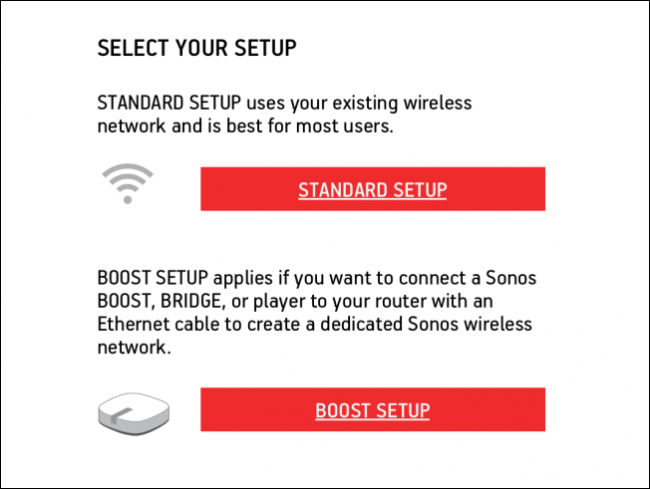 SELECT YOUR SETUP
STANDARD SETUP uses your existing wireless
network and is best for most users.
STANDARD SETUP
BOOST SETUP applies if you want to connect a Sonos
BOOST, BRIDGE, or player to your router with an
Ethernet cable to create a dedicated Sonos wireless
network.
BOOST SETUP